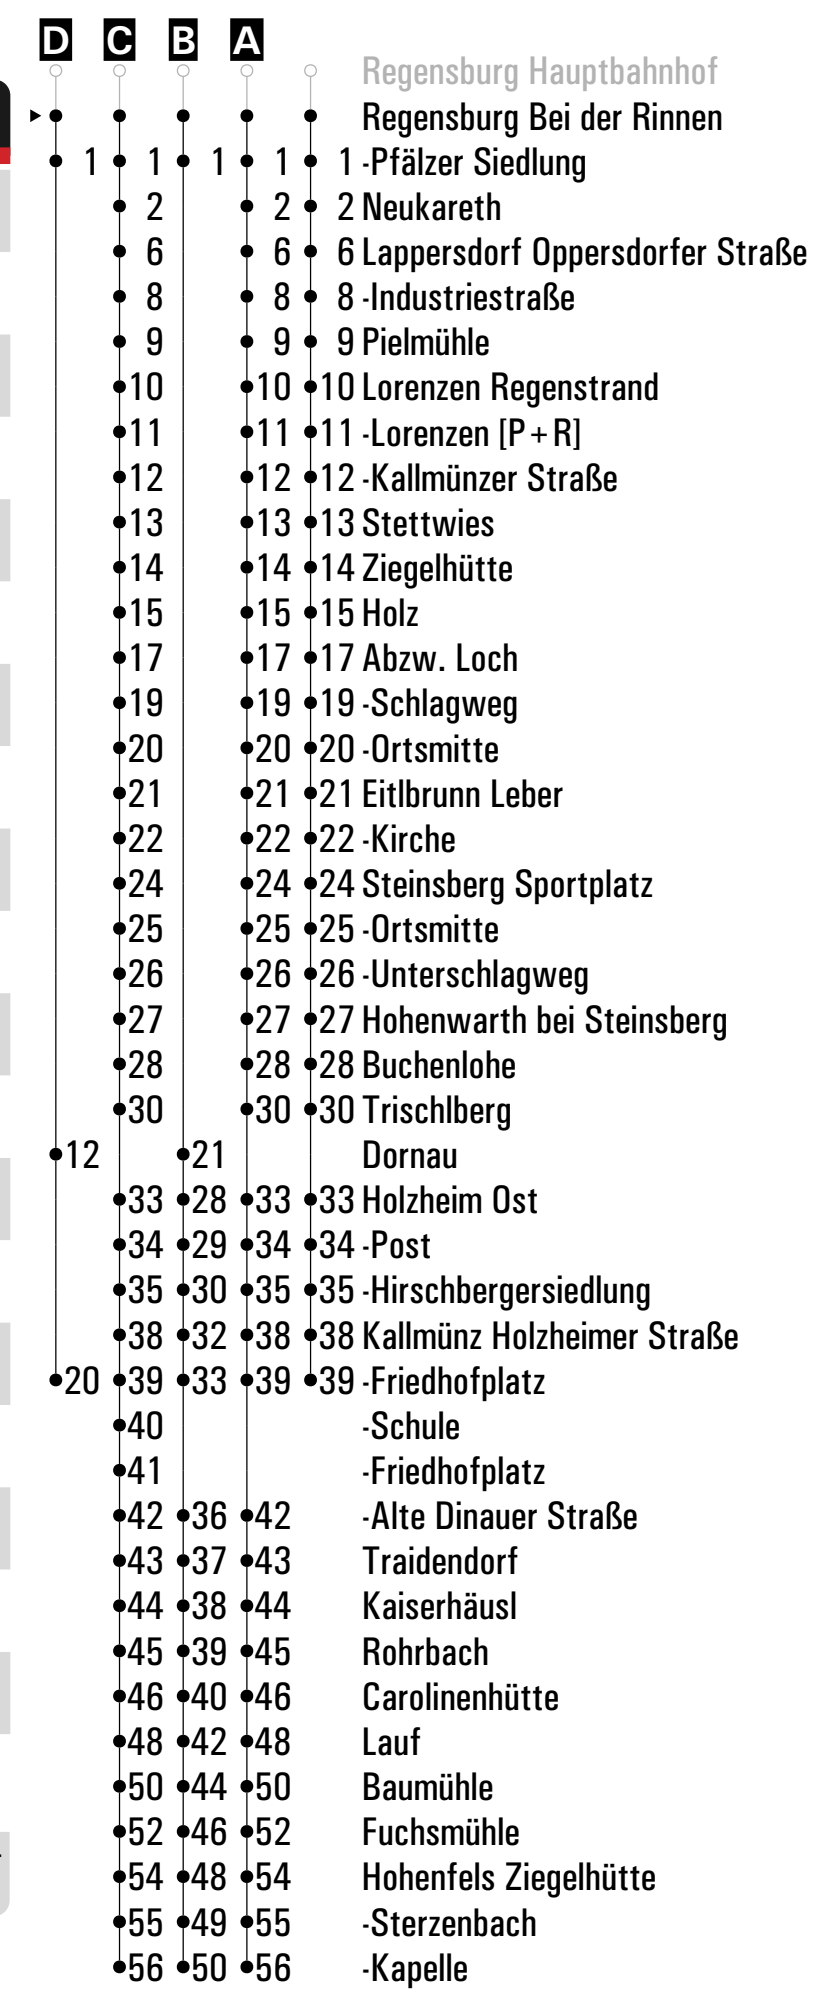 D C B A
Regensburg Hauptbahnhof
Regensburg Bei der Rinnen
1 1 1 1 1 -Pfälzer Siedlung
2 2 2 Neukareth
6 6 6 Lappersdorf Oppersdorfer Straße
8 8 8 -Industriestraße
9 9 9 Pielmühle
10 10 10 Lorenzen Regenstrand
11 11 11 -Lorenzen [P+R]
12 12 12 -Kallmünzer Straße
13 13 13 Stettwies
14 14 14 Ziegelhütte
15 15 15 Holz
17 17 17 Abzw. Loch
19 19 19 -Schlagweg
20 20 20 -Ortsmitte
21 21 21 Eitlbrunn Leber
22 22 22 -Kirche
24 24 24 Steinsberg Sportplatz
25 25 25 -Ortsmitte
26 26 26 -Unterschlagweg
27 27 27 Hohenwarth bei Steinsberg
28 28 28 Buchenlohe
30 30 30 Trischlberg
12 21 Dornau
33 28 33 33 Holzheim Ost
34 29 34 34 -Post
35 30 35 35 -Hirschbergersiedlung
38 32 38 38 Kallmünz Holzheimer Straße
20 39 33 39 39 -Friedhofplatz
40 -Schule
41 -Friedhofplatz
42 36 42 -Alte Dinauer Straße
43 37 43 Traidendorf
44 38 44 Kaiserhäusl
45 39 45 Rohrbach
46 40 46 Carolinenhütte
48 42 48 Lauf
50 44 50 Baumühle
52 46 52 Fuchsmühle
54 48 54 Hohenfels Ziegelhütte
55 49 55 -Sterzenbach
56 50 56 -Kapelle